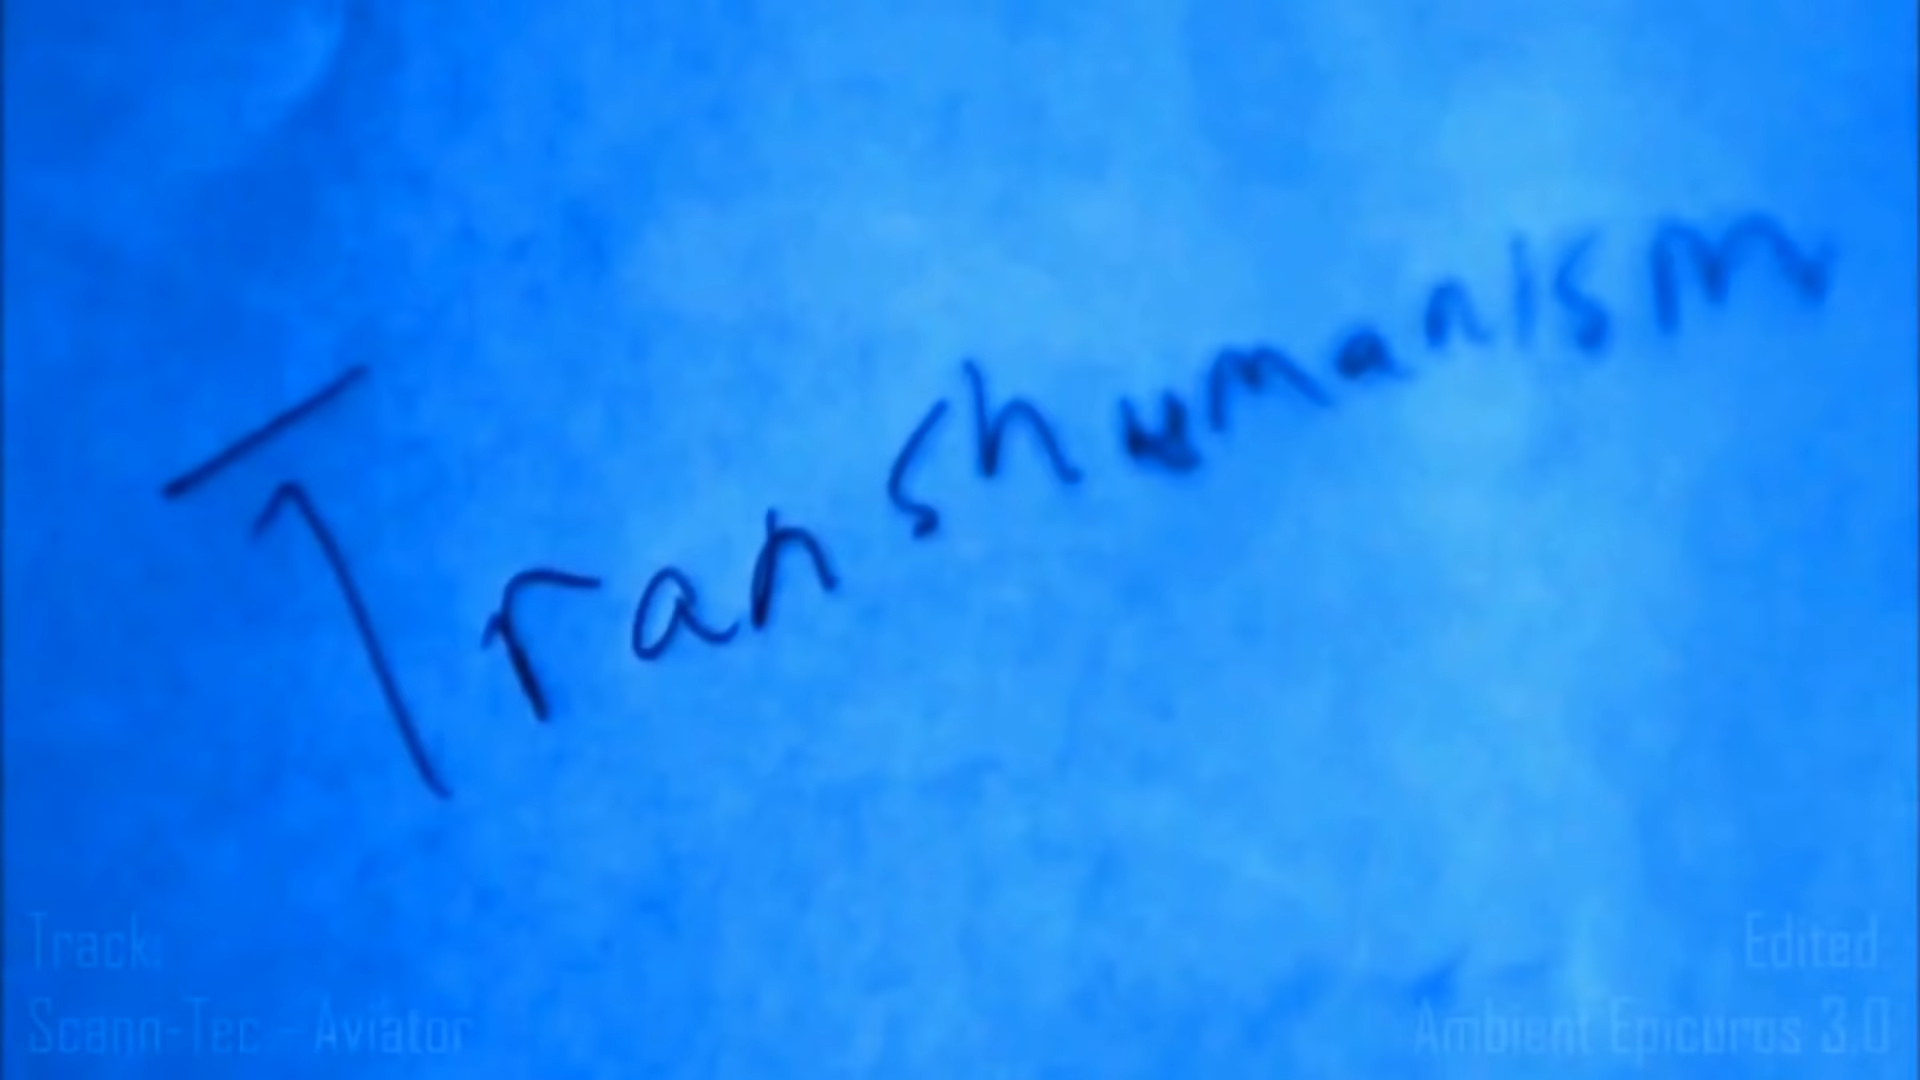 Transhumanism
Track:
Scann-Tec - Aviator
Edited
Ambient Epicuros 3.0